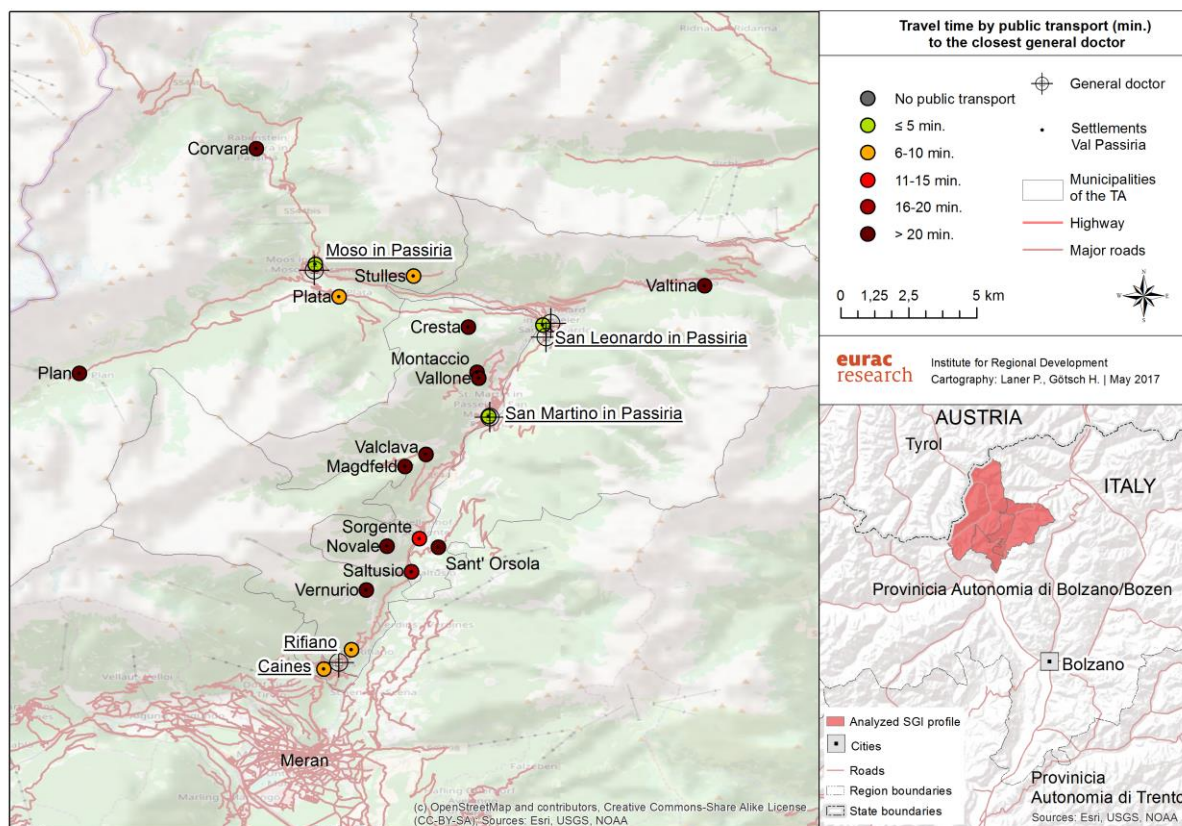 Travel time by public transport (min.)
to the closest general doctor
No public transport
≤ 5 min.
6-10 min.
11-15 min.
16-20 min.
> 20 min.
General doctor
Settlements
Val Passiria
Municipalities
of the TA
Highway
Major roads
0 1,25 2,5 5 km
N
W E
S
eurac
research
Institute for Regional Development
Cartography: Laner P., Götsch H. | May 2017
Corvara
Moso in Passiria
Stulles
Plata
Valtina
Cresta
San Leonardo in Passiria
Montaccio
Vallone
Plan
San Martino in Passiria
Valclava
Magdfeld
Sorgente
Novale
Sant' Orsola
Saltusio
Vernurio
Rifiano
Caines
Meran
(c) OpenStreetMap and contributors, Creative Commons-Share Alike License
(CC-BY-SA), Sources: Esri, USGS, NOAA
AUSTRIA
Tyrol
ITALY
Provinicia Autonomia di Bolzano/Bozen
Bolzano
Analyzed SGI profile
Cities
Roads
Region boundaries
State boundaries
Provinicia
Autonomia di Trento
Sources: Esri, USGS, NOAA